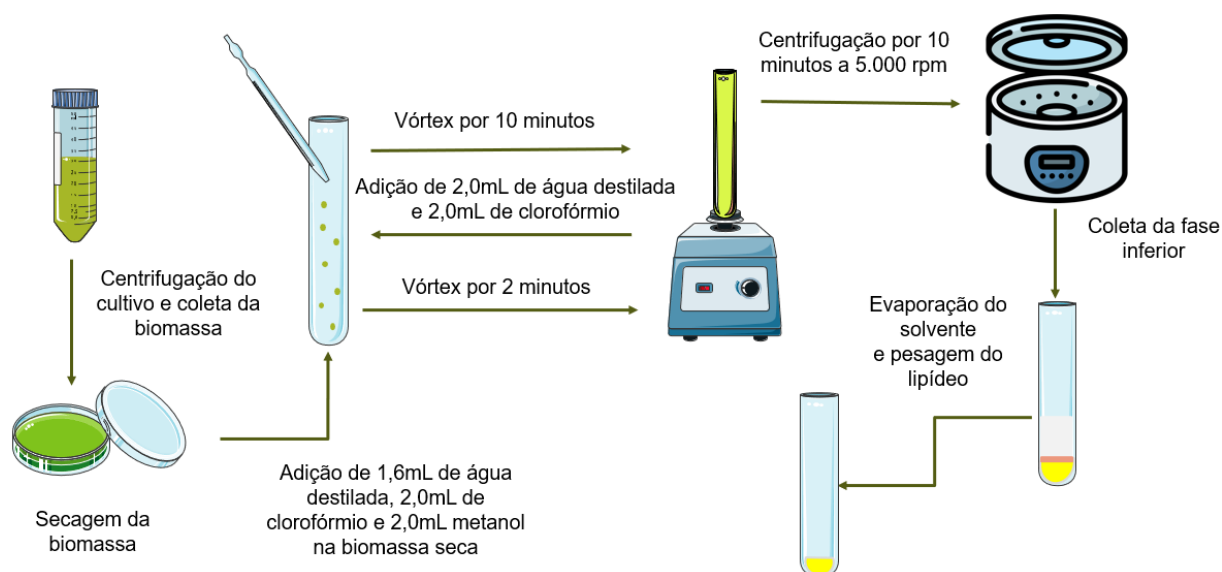 Centrifugação do
cultivo e coleta da
biomassa
Secagem da
biomassa
Adição de 1,6mL de água
destilada, 2,0mL de
clorofórmio e 2,0mL metanol
na biomassa seca
Vórtex por 10 minutos
Adição de 2,0mL de água destilada
e 2,0mL de clorofórmio
Vórtex por 2 minutos
Centrifugação por 10
minutos a 5.000 rpm
Coleta da fase
inferior
Evaporação do
solvente
e pesagem do
lipídeo